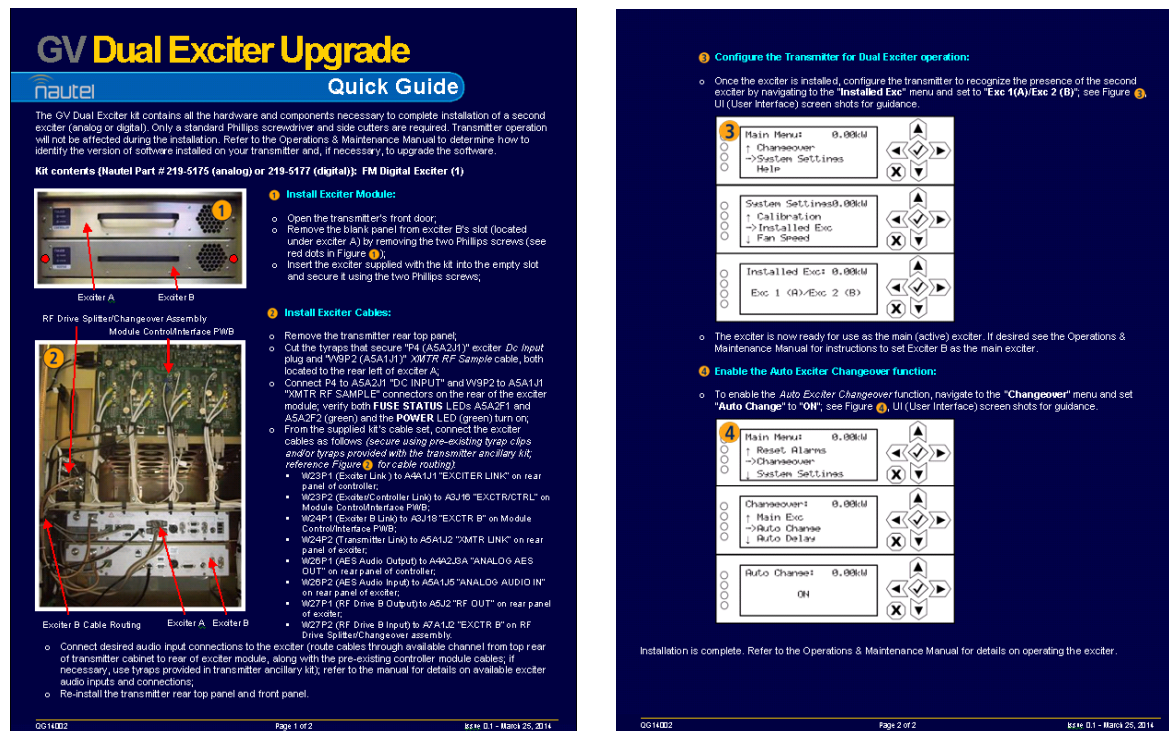 GV Dual Exciter Upgrade
nautel
Quick Guide
The GV Dual Exciter kit contains all the hardware and components necessary to complete installation of a second
exciter (analog or digital). Only a standard Phillips screwdriver and side cutters are required. Transmitter operation
will not be affected during the installation. Refer to the Operations & Maintenance Manual to determine how to
identify the version of software installed on your transmitter and, if necessary, to upgrade the software.
Kit contents {Nautel Part # 219-5175 (analog) or 219-5177 (digital)}: FM Digital Exciter (1)
1
Exciter A Exciter B
1 Install Exciter Module:
o Open the transmitter's front door;
o Remove the blank panel from exciter B's slot (located
under exciter A) by removing the two Phillips screws (see
red dots in Figure 1);
o Insert the exciter supplied with the kit into the empty slot
and secure it using the two Phillips screws;
RF Drive Splitter/Changeover Assembly
Module Control/Interface PWB
2
Exciter B Cable Routing Exciter A Exciter B
2 Install Exciter Cables:
o Remove the transmitter rear top panel;
o Cut the tyraps that secure "P4 (A5A2J1)" exciter Dc Input
plug and "W9P2 (A5A1J1)" XMTR RF Sample cable, both
located to the rear left of exciter A;
o Connect P4 to A5A2J1 "DC INPUT" and W9P2 to A5A1J1
"XMTR RF SAMPLE" connectors on the rear of the exciter
module; verify both FUSE STATUS LEDs A5A2F1 and
A5A2F2 (green) and the POWER LED (green) turn on;
o From the supplied kit's cable set, connect the exciter
cables as follows (secure using pre-existing tyrap clips
and/or tyraps provided with the transmitter ancillary kit;
reference Figure 2 for cable routing):
▪ W23P1 (Exciter Link ) to A4A1J1 "EXCITER LINK" on rear
panel of controller;
▪ W23P2 (Exciter/Controller Link) to A3J16 "EXCTR/CTRL" on
Module Control/Interface PWB;
▪ W24P1 (Exciter B Link) to A3J18 "EXCTR B" on Module
Control/Interface PWB;
▪ W24P2 (Transmitter Link) to A5A1J2 "XMTR LINK" on rear
panel of exciter;
▪ W26P1 (AES Audio Output) to A4A2J3A "ANALOG AES
OUT" on rear panel of controller;
▪ W26P2 (AES Audio Input) to A5A1J5 "ANALOG AUDIO IN"
on rear panel of exciter;
▪ W27P1 (RF Drive B Output) to A5J2 "RF OUT" on rear panel
of exciter;
▪ W27P2 (RF Drive B Input) to A7A1J2 "EXCTR B" on RF
Drive Splitter/Changeover assembly.
o Connect desired audio input connections to the exciter (route cables through available channel from top rear
of transmitter cabinet to rear of exciter module, along with the pre-existing controller module cables; if
necessary, use tyraps provided in transmitter ancillary kit); refer to the manual for details on available exciter
audio inputs and connections;
o Re-install the transmitter rear top panel and front panel.
QG14002 Page 1 of 2 Issue 0.1 – March 25, 2014
3 Configure the Transmitter for Dual Exciter operation:
o Once the exciter is installed, configure the transmitter to recognize the presence of the second
exciter by navigating to the "Installed Exc" menu and set to "Exc 1(A)/Exc 2 (B)"; see Figure 3,
UI (User Interface) screen shots for guidance.
3
Main Menu: 0.00kW
↑ Changeover
->System Settings
Help
System Settings0.00kW
↑ Calibration
->Installed Exc
↓ Fan Speed
Installed Exc: 0.00kW
Exc 1 (A)/Exc 2 (B)
o The exciter is now ready for use as the main (active) exciter. If desired see the Operations &
Maintenance Manual for instructions to set Exciter B as the main exciter.
4 Enable the Auto Exciter Changeover function:
o To enable the Auto Exciter Changeover function, navigate to the "Changeover" menu and set
"Auto Change" to "ON"; see Figure 4, UI (User Interface) screen shots for guidance.
4
Main Menu: 0.00kW
↑ Reset Alarms
->Changeover
↓ System Settings
Changeover: 0.00kW
↑ Main Exc
->Auto Change
↓ Auto Delay
Auto Change: 0.00kW
ON
Installation is complete. Refer to the Operations & Maintenance Manual for details on operating the exciter.
QG14002 Page 2 of 2 Issue 0.1 – March 25, 2014